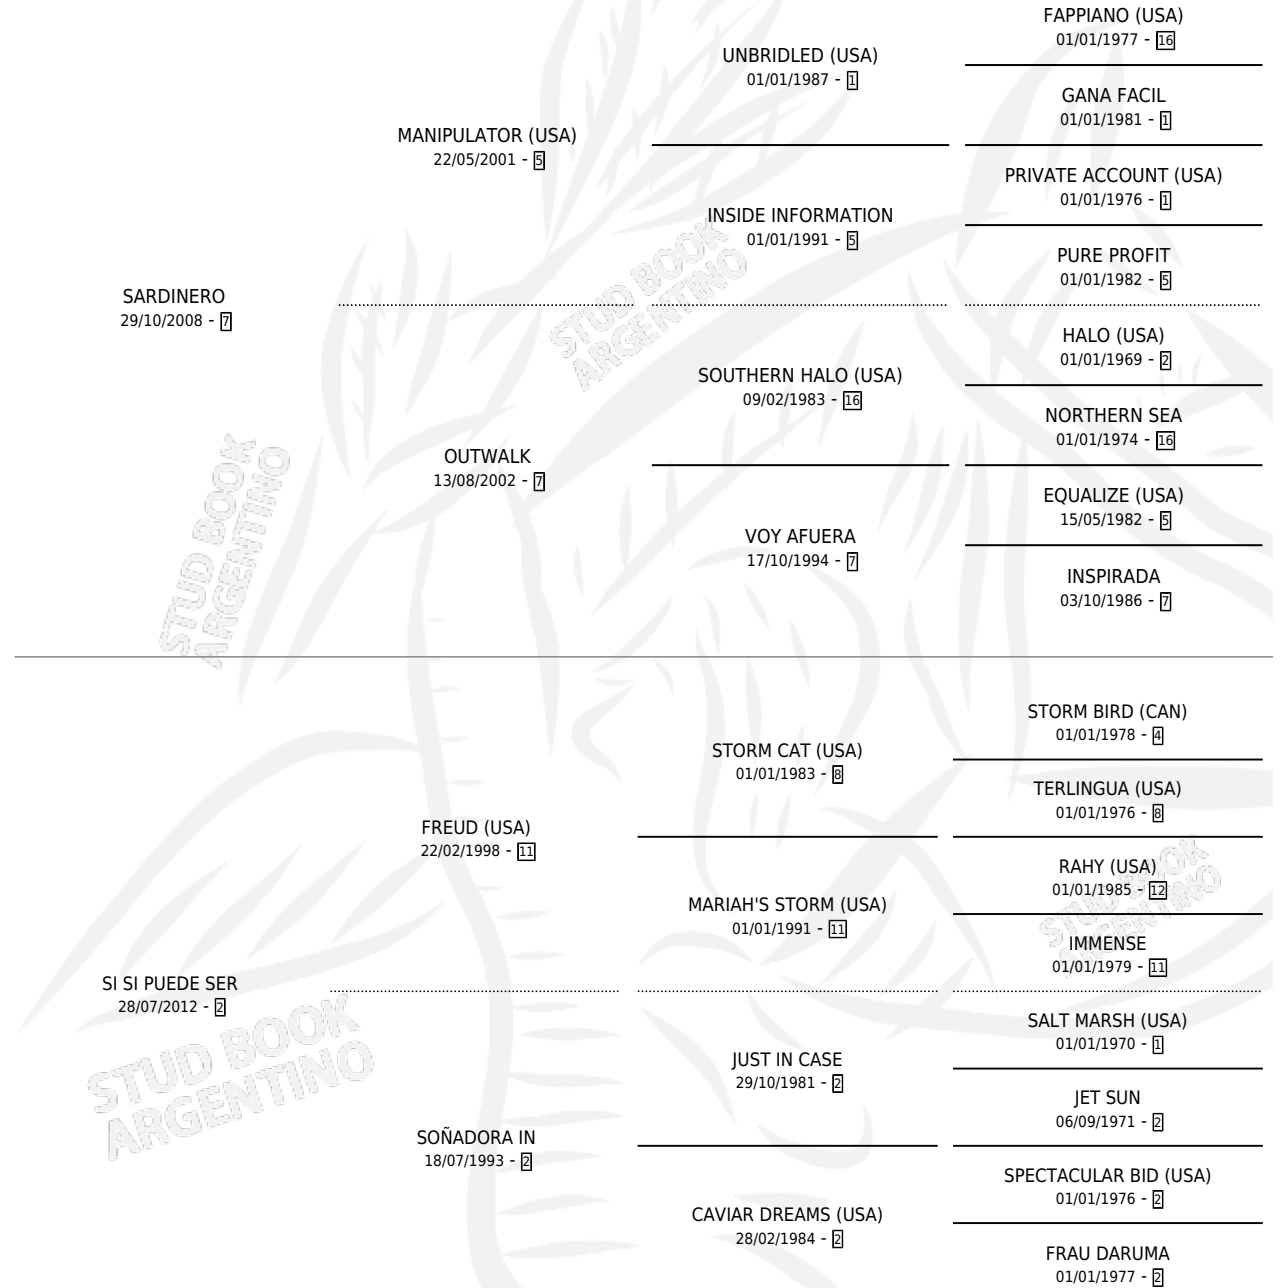 FAPPIANO (USA)
01/01/1977 - 16
UNBRIDLED (USA)
01/01/1987 - 1
GANA FACIL
01/01/1981 - 1
MANIPULATOR (USA)
22/05/2001 - 5
PRIVATE ACCOUNT (USA)
01/01/1976 - 1
INSIDE INFORMATION
01/01/1991 - 5
PURE PROFIT
01/01/1982 - 5
SARDINERO
29/10/2008 - 7
HALO (USA)
01/01/1969 - 2
SOUTHERN HALO (USA)
09/02/1983 - 16
NORTHERN SEA
01/01/1974 - 16
OUTWALK
13/08/2002 - 7
EQUALIZE (USA)
15/05/1982 - 5
VOY AFUERA
17/10/1994 - 7
INSPIRADA
03/10/1986 - 7
STUD BOOK
ARGENTINO
STUD BOOK
ARGENTINO
STORM BIRD (CAN)
01/01/1978 - 4
STORM CAT (USA)
01/01/1983 - 8
TERLINGUA (USA)
01/01/1976 - 8
FREUD (USA)
22/02/1998 - 11
RAHY (USA)
01/01/1985 - 12
MARIAH'S STORM (USA)
01/01/1991 - 11
IMMENSE
01/01/1979 - 11
SI SI PUEDE SER
28/07/2012 - 2
SALT MARSH (USA)
01/01/1970 - 1
JUST IN CASE
29/10/1981 - 2
JET SUN
06/09/1971 - 2
SOÑADORA IN
18/07/1993 - 2
SPECTACULAR BID (USA)
01/01/1976 - 2
CAVIAR DREAMS (USA)
28/02/1984 - 2
FRAU DARUMA
01/01/1977 - 2
STUD BOOK
ARGENTINO
STUD BOOK
ARGENTINO